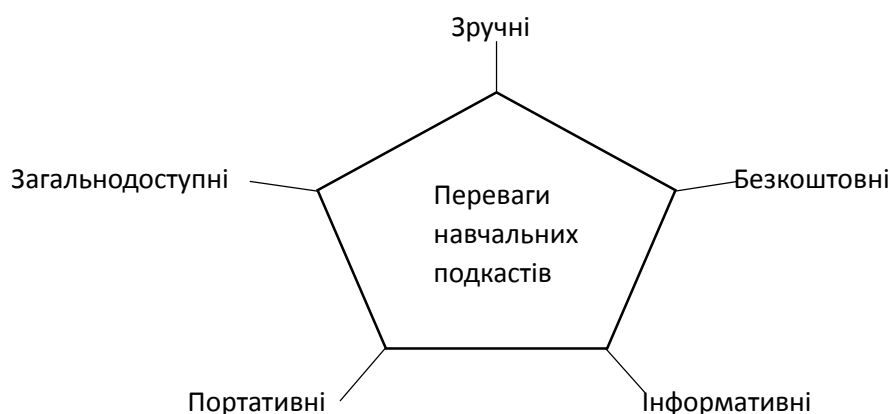 Зручні
Загальнодоступні
Безкоштовні
Переваги
навчальних
подкастів
Портативні
Інформативні